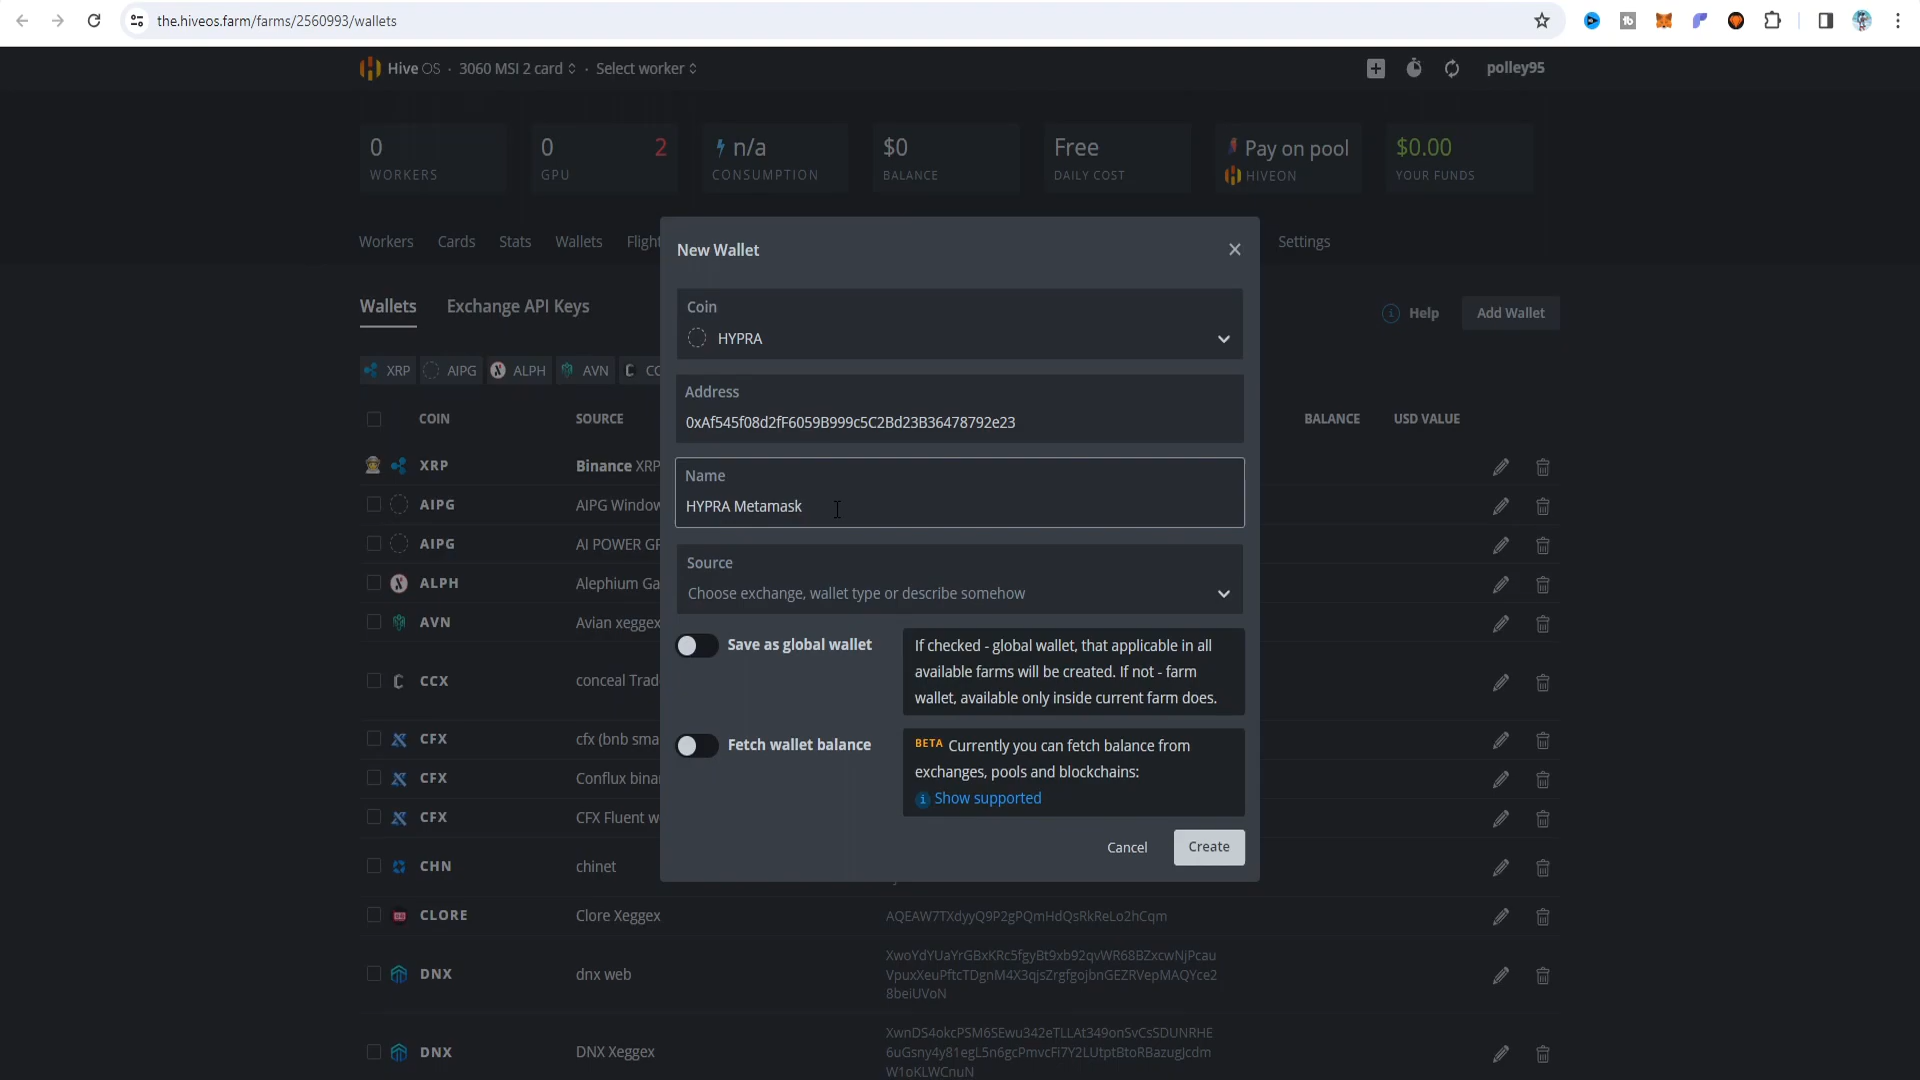 the.hiveos.farm/farms/2560993/wallets
Hive OS · 3060 MSI 2 card · Select worker
polley95
0
WORKERS
0 2
GPU
n/a
CONSUMPTION
$0
BALANCE
Free
DAILY COST
Pay on pool
HIVEON
$0.00
YOUR FUNDS
Workers Cards Stats Wallets Flight Settings
New Wallet
Coin
HYPRA
Address
0xAf545f08d2fF6059B999c5C2Bd23B36478792e23
Name
HYPRA Metamask
Source
Choose exchange, wallet type or describe somehow
Save as global wallet
If checked - global wallet, that applicable in all
available farms will be created. If not - farm
wallet, available only inside current farm does.
Fetch wallet balance
BETA Currently you can fetch balance from
exchanges, pools and blockchains:
Show supported
Cancel Create
Wallets Exchange API Keys
Help Add Wallet
XRP AIPG ALPH AVN
COIN SOURCE BALANCE USD VALUE
XRP Binance XRP
AIPG AIPG Window
AIPG AI POWER
ALPH Alephium
AVN Avian xeggex
CCX conceal
CFX cfx (bnb
CFX Conflux
CFX CFX Fluent
CHN chinet
CLORE Clore Xeggex AQEAW7TXdyyQ9P2gPQmHdQsRkReLo2hCqm
DNX dnx web
XwoYdYUaYrGBxKRc5fgyBt9xb92qvWR68BZxcwNjPcau
VpuxXeuPftcTDgnM4X3qjsZrgfgojbnGEZRVepMAQYce2
8beiUVoN
DNX DNX Xeggex
XwnDS4okcPSM6SEwu342eTLLAt349onSvCsSDUNRHE
6uGsny4y81egL5n6gcPmvcFi7Y2LUtptBtoRBazugJcdm
W1oKLWCnuN